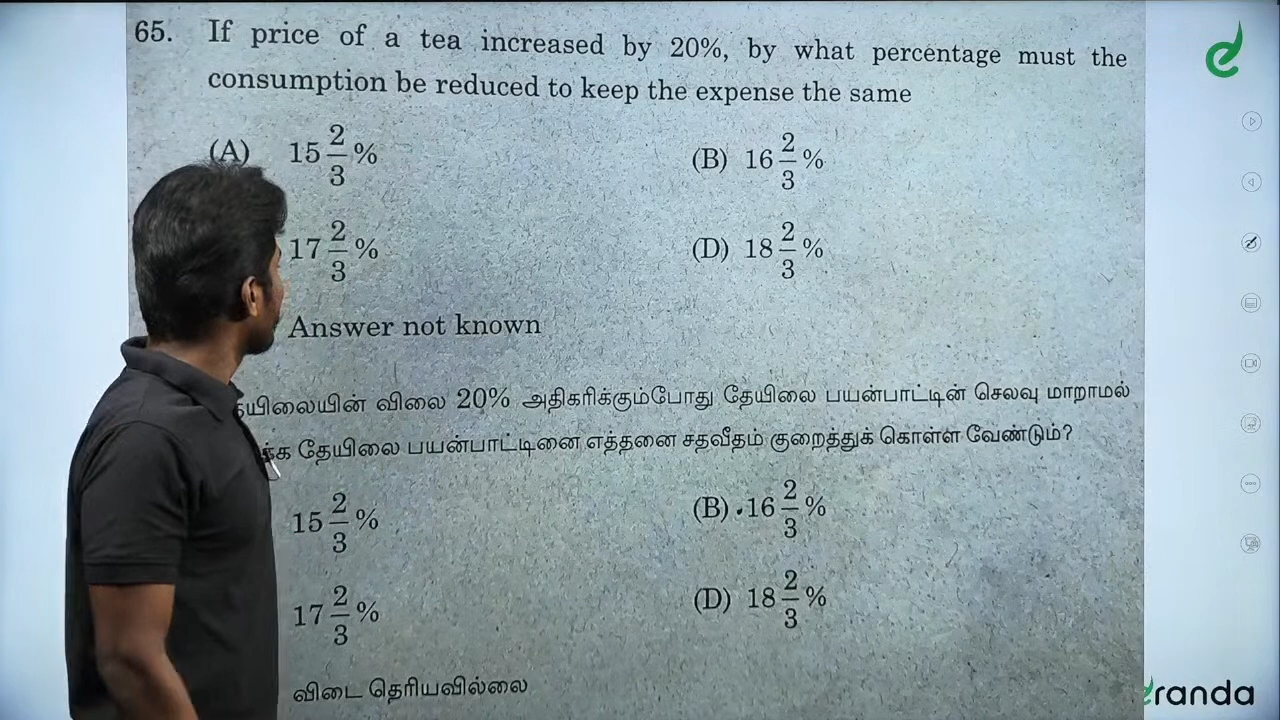 65. If price of a tea increased by 20%, by what percentage must the
consumption be reduced to keep the expense the same
(A) 15 2/3 % (B) 16 2/3 %
17 2/3 % (D) 18 2/3 %
Answer not known
யிலையின் விலை 20% அதிகரிக்கும்போது தேயிலை பயன்பாட்டின் செலவு மாறாமல்
க தேயிலை பயன்பாட்டினை எத்தனை சதவீதம் குறைத்துக் கொள்ள வேண்டும்?
15 2/3 % (B) 16 2/3 %
17 2/3 % (D) 18 2/3 %
விடை தெரியவில்லை
randa